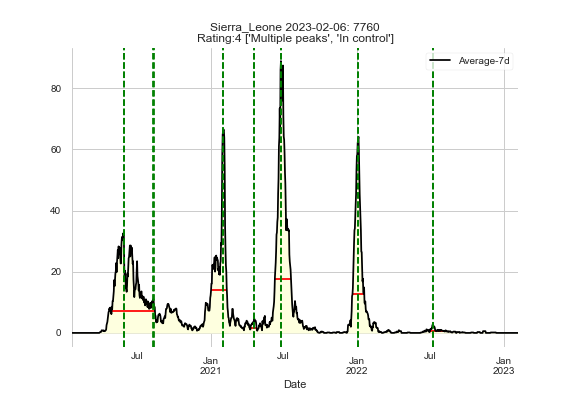 Sierra_Leone 2023-02-06: 7760
Rating:4 ['Multiple peaks', 'In control']
Average-7d
80
60
40
20
0
Jul
Jan
2021
Jul
Jan
2022
Jul
Jan
2023
Date